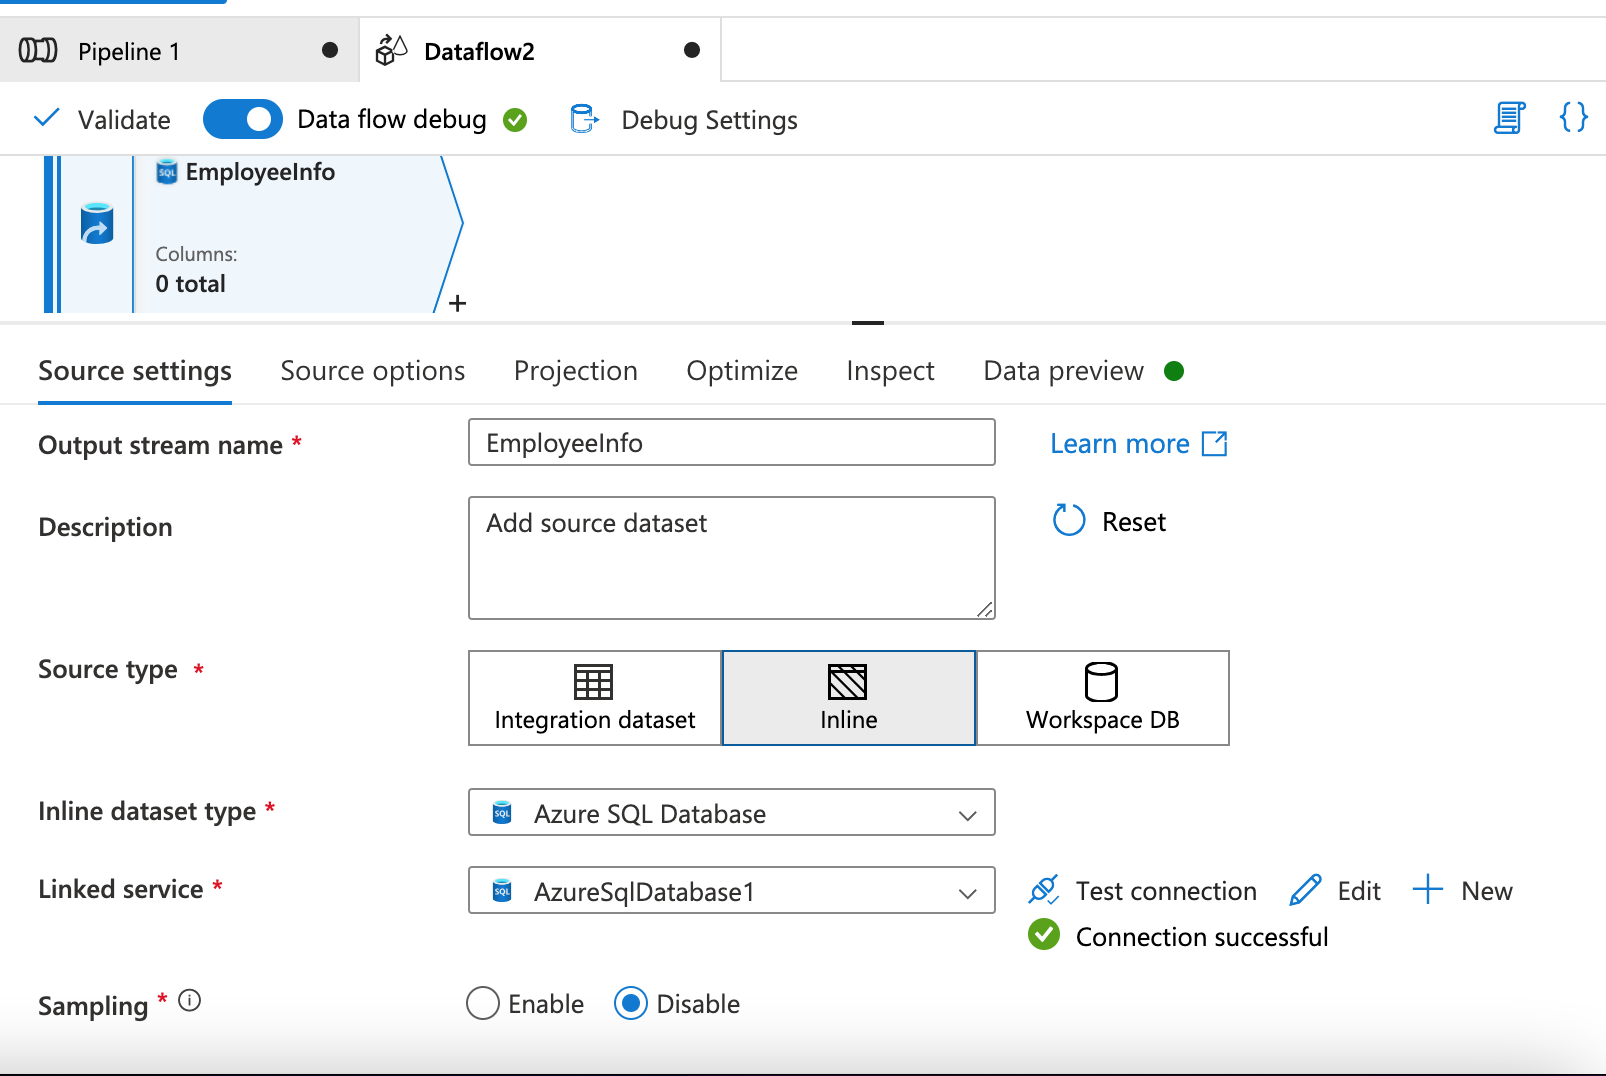 Pipeline 1
Dataflow2
Validate
Data flow debug
Debug Settings
{}
SQL
EmployeeInfo
Columns:
0 total
+
Source settings
Source options
Projection
Optimize
Inspect
Data preview
Output stream name *
EmployeeInfo
Learn more
Description
Add source dataset
Reset
Source type *
Integration dataset
Inline
Workspace DB
Inline dataset type *
SQL
Azure SQL Database
Linked service *
SQL
AzureSqlDatabase1
Test connection
Edit
New
Connection successful
Sampling *
Enable
Disable